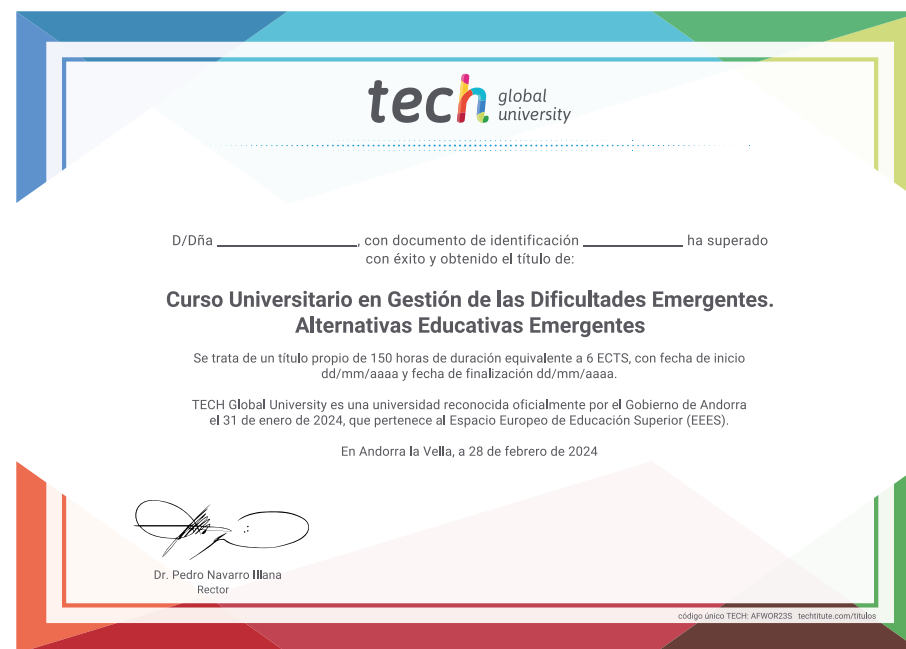 tech global university
D/Dña ____________________, con documento de identificación ______________ ha superado
con éxito y obtenido el título de:
Curso Universitario en Gestión de las Dificultades Emergentes.
Alternativas Educativas Emergentes
Se trata de un título propio de 150 horas de duración equivalente a 6 ECTS, con fecha de inicio
dd/mm/aaaa y fecha de finalización dd/mm/aaaa.
TECH Global University es una universidad reconocida oficialmente por el Gobierno de Andorra
el 31 de enero de 2024, que pertenece al Espacio Europeo de Educación Superior (EEES).
En Andorra la Vella, a 28 de febrero de 2024
Dr. Pedro Navarro Illana
Rector
código único TECH: AFWOR23S techtitute.com/titulos